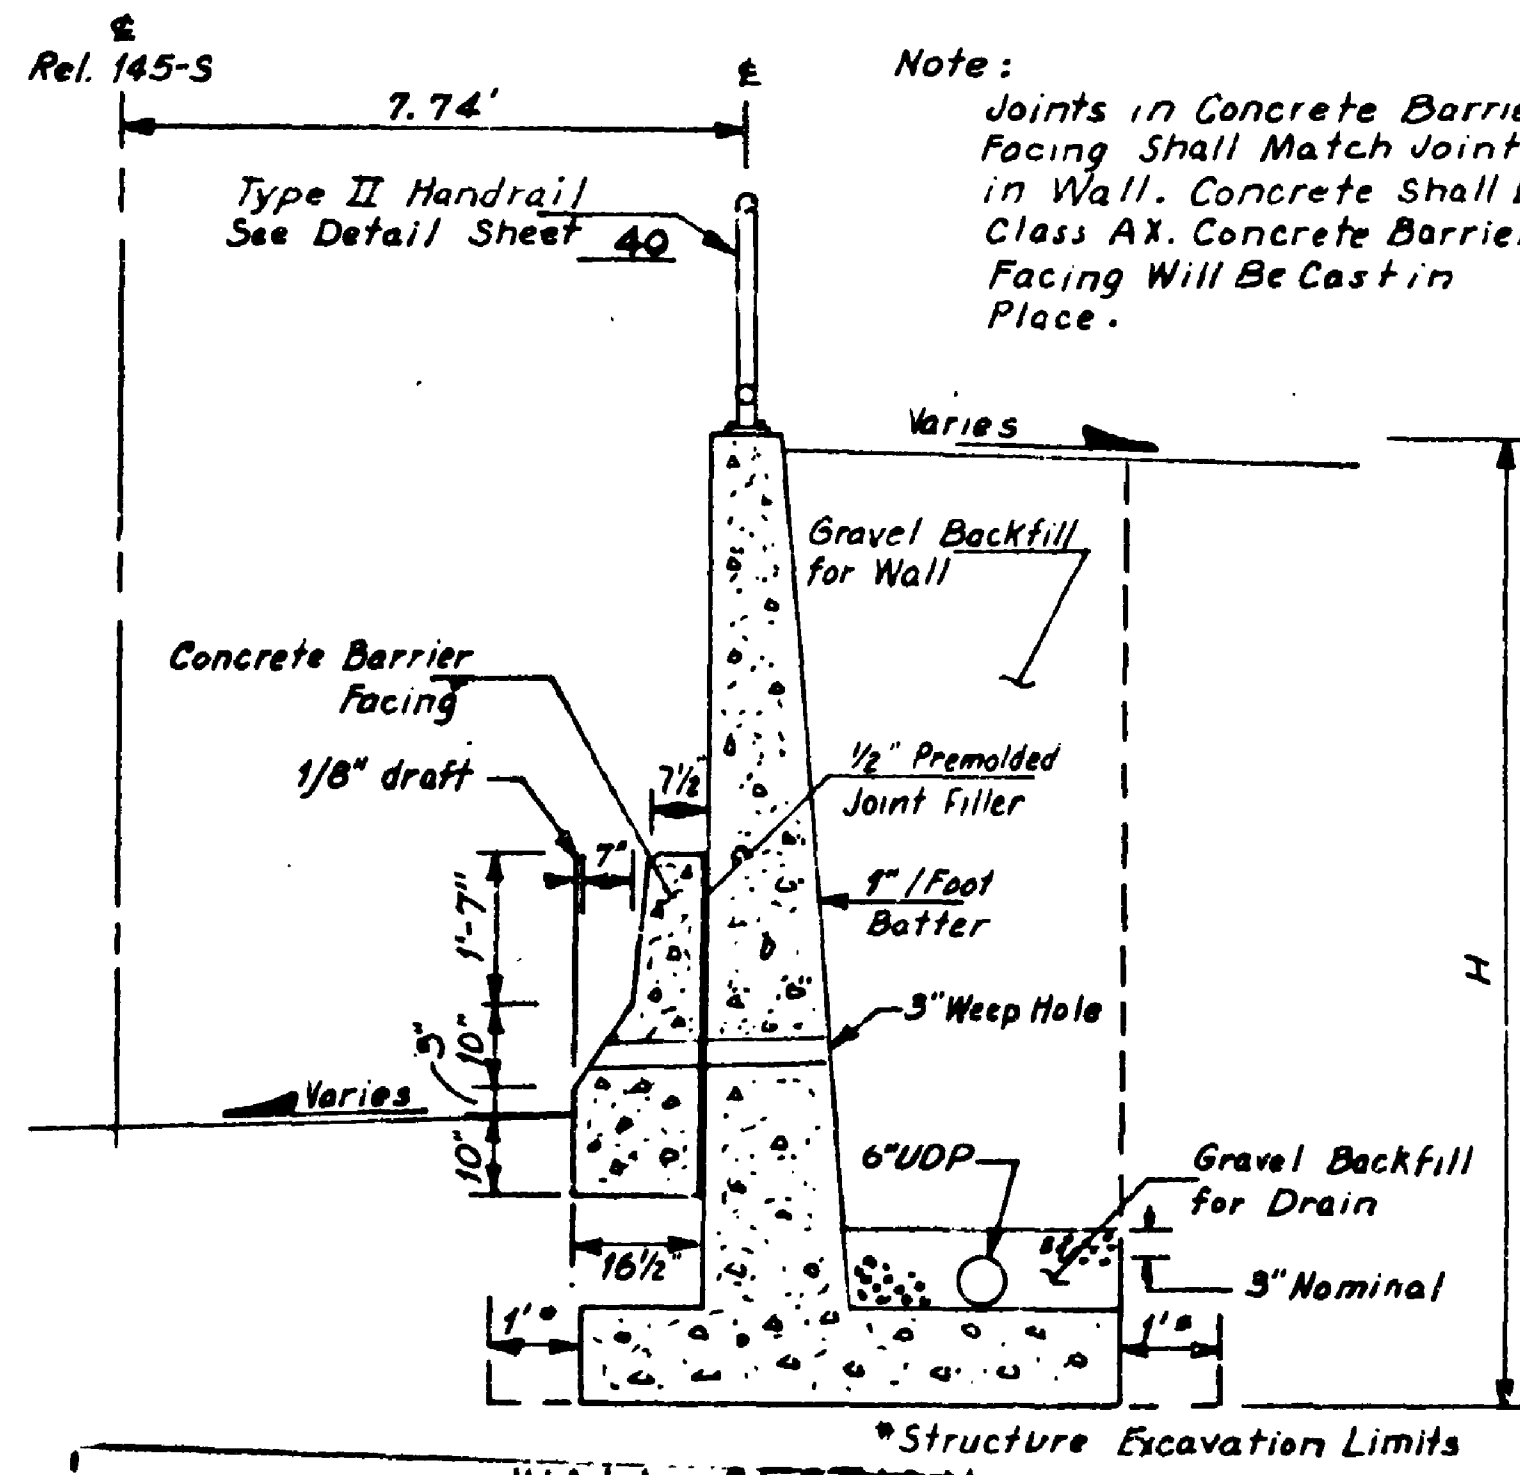 ℄
Rel. 145-S
7.74'
℄
Note:
Joints in Concrete
Facing Shall Match
in Wall. Concrete Shall
Class AX. Concrete
Facing Will Be Cast in
Place.
Type II Handrail
See Detail Sheet 40
Varies
Gravel Backfill
for Wall
Concrete Barrier
Facing
1/8" draft
7½"
½" Premolded
Joint Filler
7"
1'-7"
1"/Foot
Batter
H
3" Weep Hole
3"
10"
Varies
10"
6" UDP
Gravel Backfill
for Drain
16½"
3" Nominal
1'*
1'*
*Structure Excavation Limits